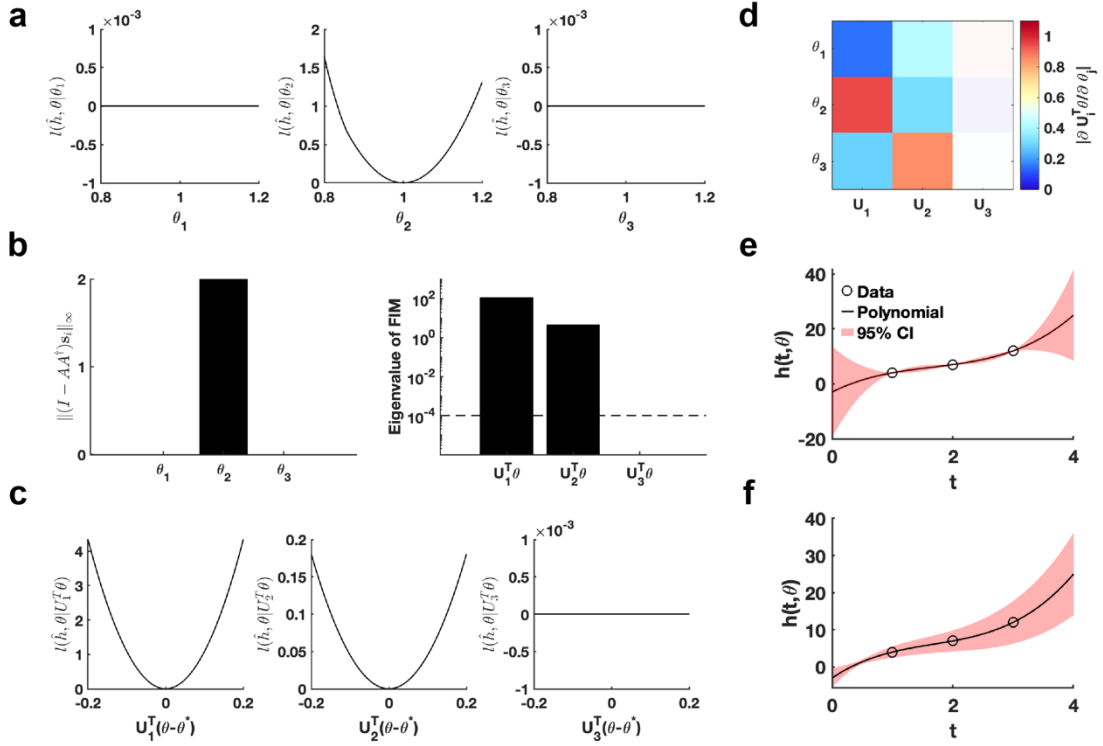 a
×10⁻³
l(ĥ, θ|θ₁)
1
0.5
0
-0.5
-1
0.8
1
1.2
θ₁
×10⁻³
l(ĥ, θ|θ₂)
2
1.5
1
0.5
0
0.8
1
1.2
θ₂
×10⁻³
l(ĥ, θ|θ₃)
1
0.5
0
-0.5
-1
0.8
1
1.2
θ₃
d
θ₁
θ₂
θ₃
U₁
U₂
U₃
1
0.8
0.6
0.4
0.2
0
|∂ Uᵢᵀθ/∂ θⱼ|
b
||(I − AA†)sᵢ||∞
2
1
0
θ₁
θ₂
θ₃
Eigenvalue of FIM
10²
10⁰
10⁻⁴
U₁ᵀθ
U₂ᵀθ
U₃ᵀθ
e
h(t,θ)
40
20
0
-20
Data
Polynomial
95% CI
0
2
4
t
c
l(ĥ, θ|U₁ᵀθ)
4
3
2
1
0
-0.2
0
0.2
U₁ᵀ(θ-θ*)
l(ĥ, θ|U₂ᵀθ)
0.2
0.15
0.1
0.05
0
-0.2
0
0.2
U₂ᵀ(θ-θ*)
×10⁻³
l(ĥ, θ|U₃ᵀθ)
1
0.5
0
-0.5
-1
-0.2
0
0.2
U₃ᵀ(θ-θ*)
f
h(t,θ)
40
30
20
10
0
0
2
4
t